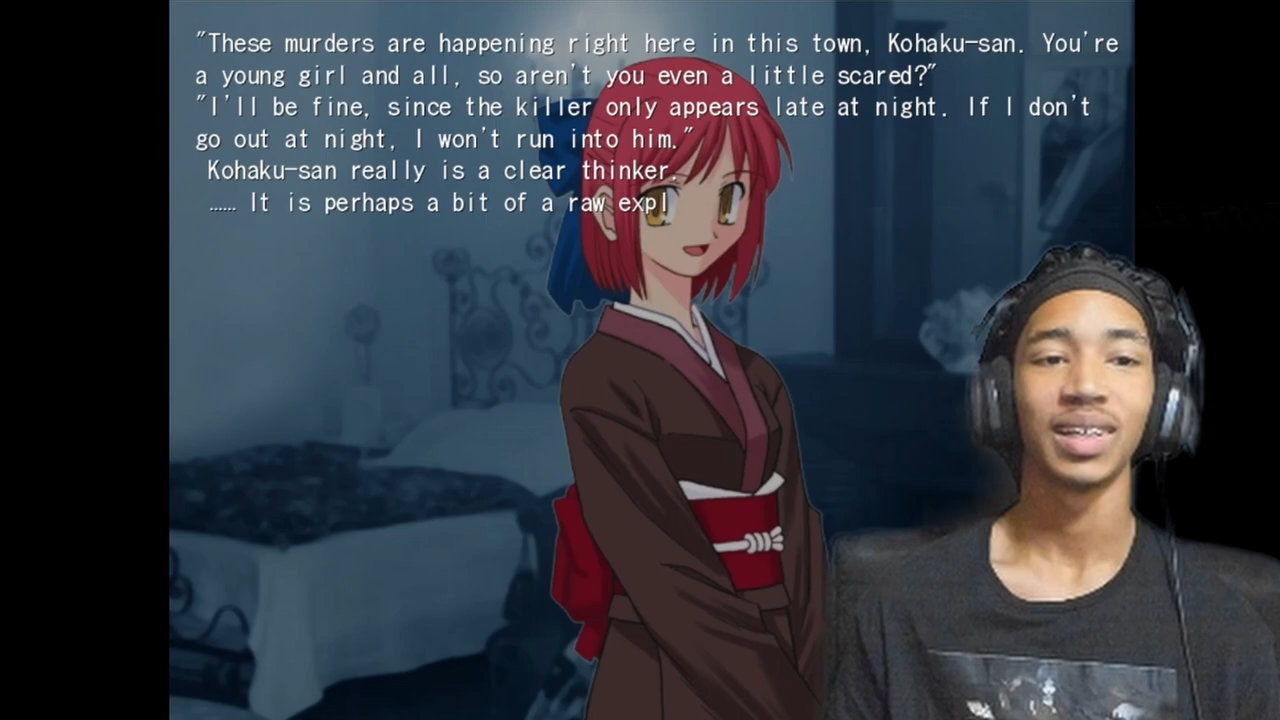 "These murders are happening right here in this town, Kohaku-san. You're
a young girl and all, so aren't you even a little scared?"
"I'll be fine, since the killer only appears late at night. If I don't
go out at night, I won't run into him."
Kohaku-san really is a clear thinker.
…… It is perhaps a bit of a raw expl